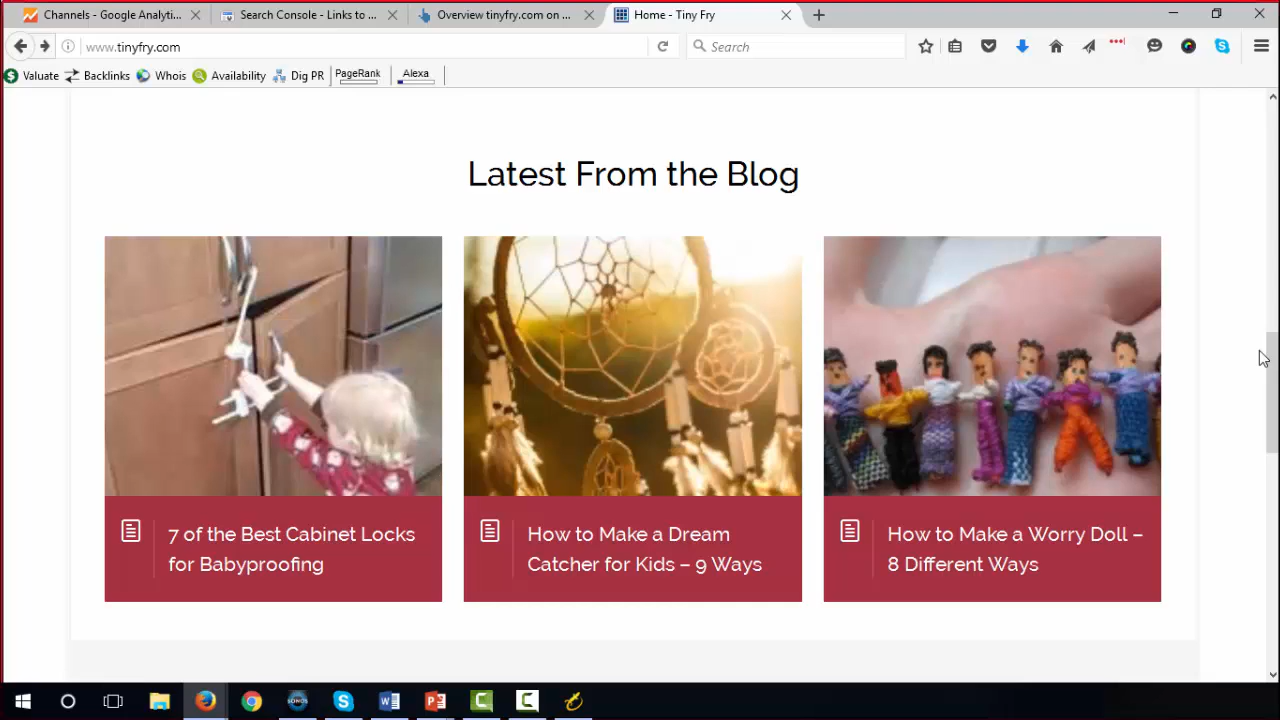 Channels - Google Analyti...
Search Console - Links to ...
Overview tinyfry.com on ...
Home - Tiny Fry
www.tinyfry.com
Search
Valuate
Backlinks
Whois
Availability
Dig PR
PageRank
Alexa
Latest From the Blog
7 of the Best Cabinet Locks
for Babyproofing
How to Make a Dream
Catcher for Kids – 9 Ways
How to Make a Worry Doll –
8 Different Ways
SONOS